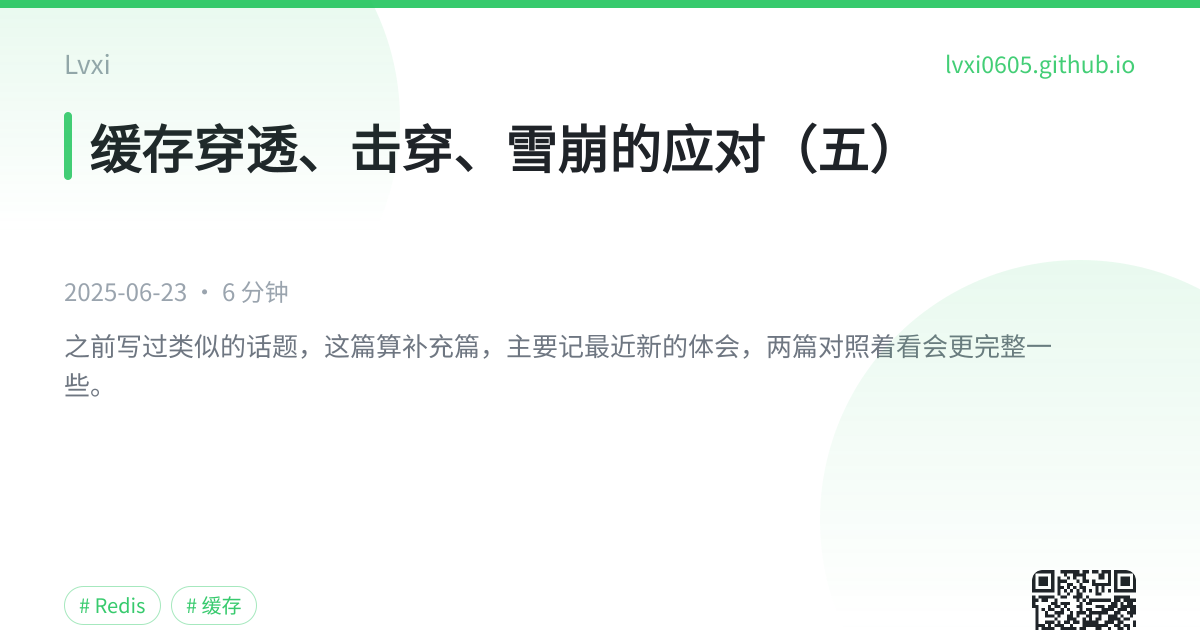 Lvxi
lvxi0605.github.io
缓存穿透、击穿、雪崩的应对（五）
2025-06-23 · 6 分钟
之前写过类似的话题，这篇算补充篇，主要记最近新的体会，两篇对照着看会更完整一
些。
# Redis
# 缓存